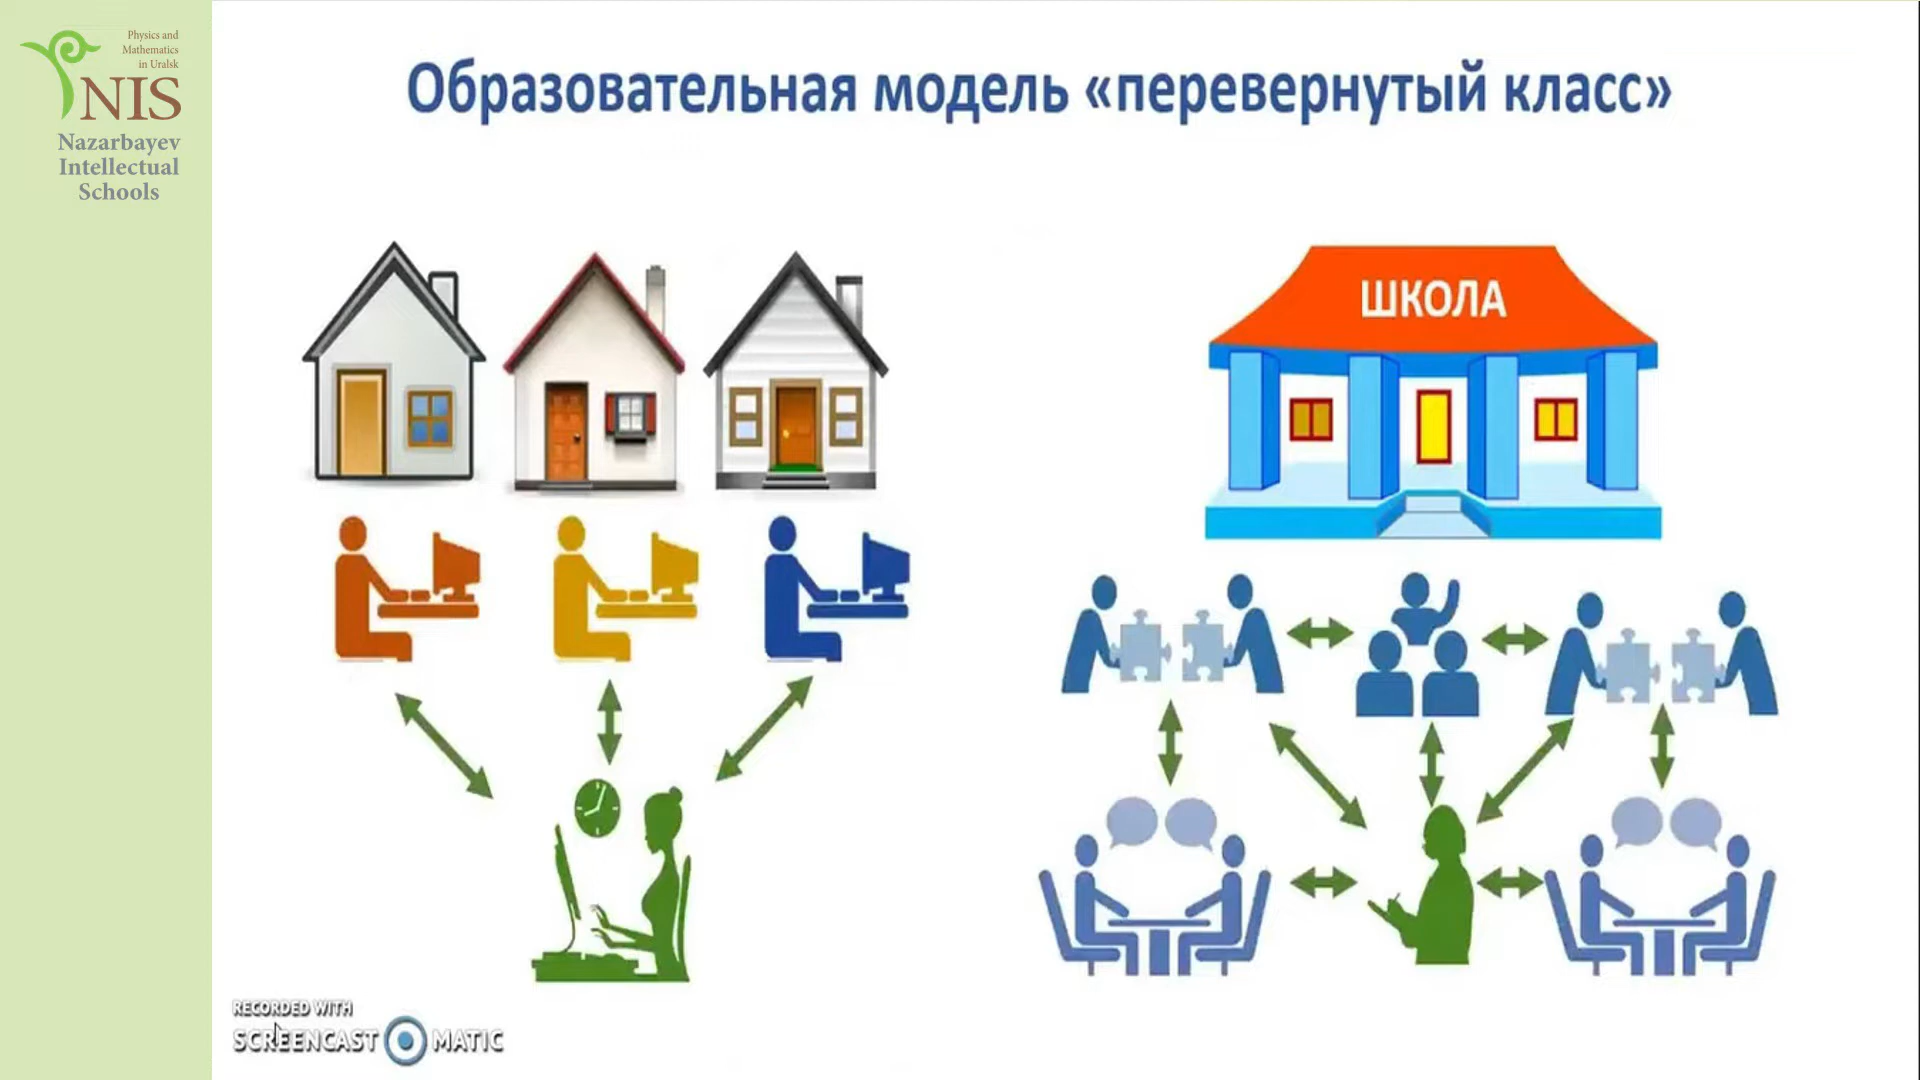 Physics and
Mathematics
in Uralsk
NIS
Nazarbayev
Intellectual
Schools
Образовательная модель «перевернутый класс»
ШКОЛА
RECORDED WITH
SCREENCAST MATIC